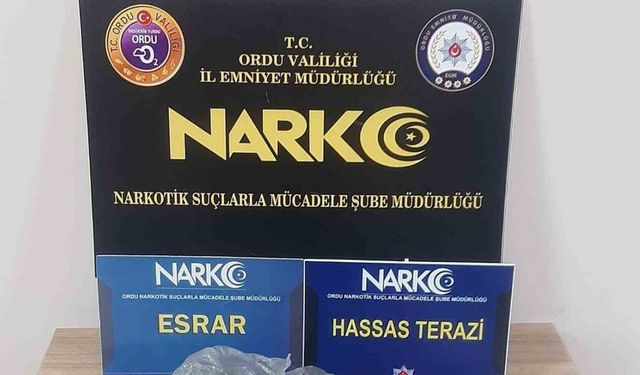 T.C. ORDU VALİLİĞİ
ORDU
T.C.
ORDU VALİLİĞİ
İL EMNİYET MÜDÜRLÜĞÜ
ORDU EMNİYET MÜDÜRLÜĞÜ
EGM
NARKO
NARKOTİK SUÇLARLA MÜCADELE ŞUBE MÜDÜRLÜĞÜ
NARKO
ORDU NARKOTİK SUÇLARLA MÜCADELE ŞUBE MÜDÜRLÜĞÜ
ESRAR
NARKO
ORDU NARKOTİK SUÇLARLA MÜCADELE ŞUBE MÜDÜRLÜĞÜ
HASSAS TERAZİ